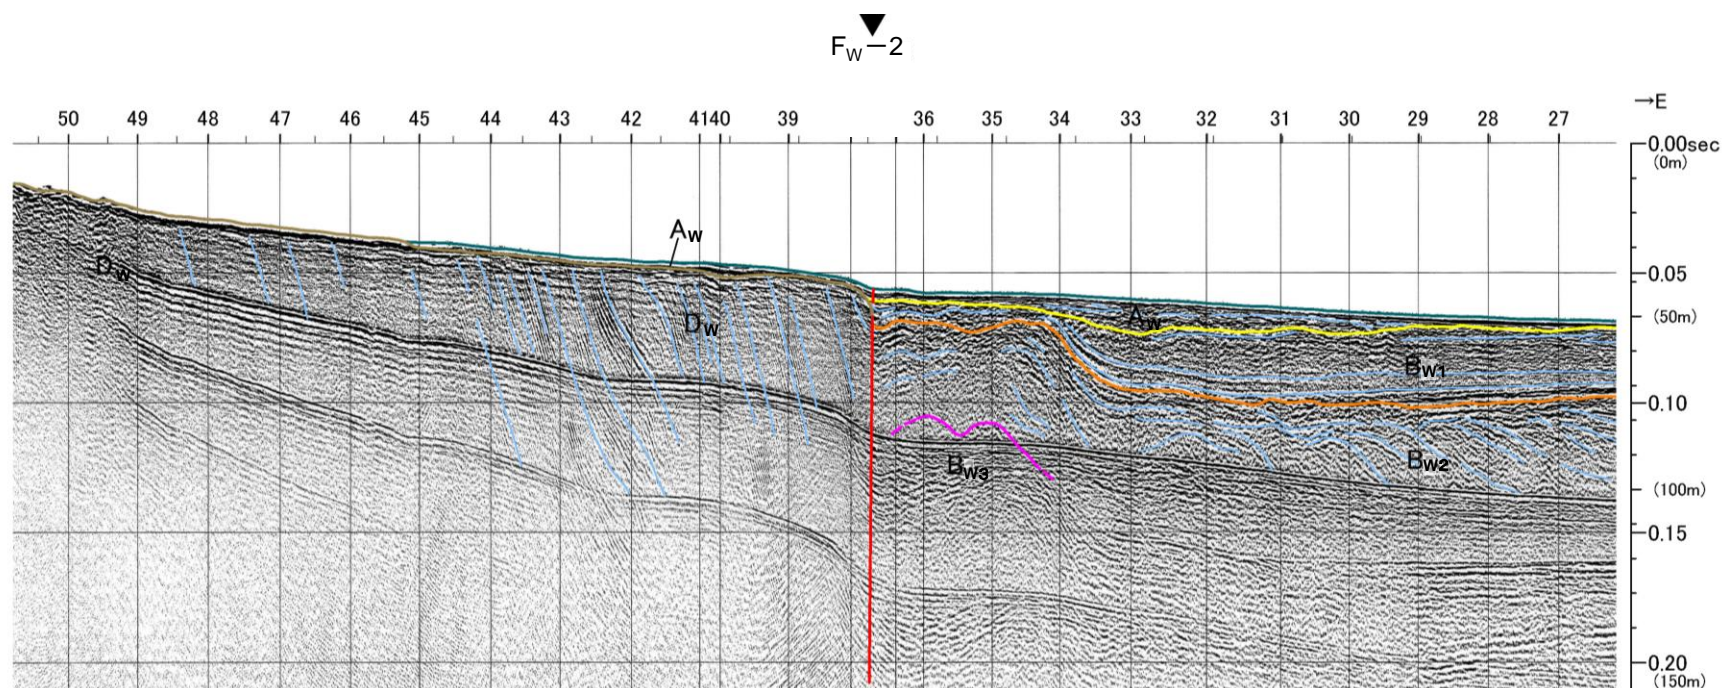 ▼
FW－2
→E
50 49 48 47 46 45 44 43 42 4140 39 36 35 34 33 32 31 30 29 28 27
0.00sec
(0m)
AW
0.05
DW
(50m)
DW
AW
BW1
0.10
BW2
BW3
(100m)
0.15
0.20
(150m)